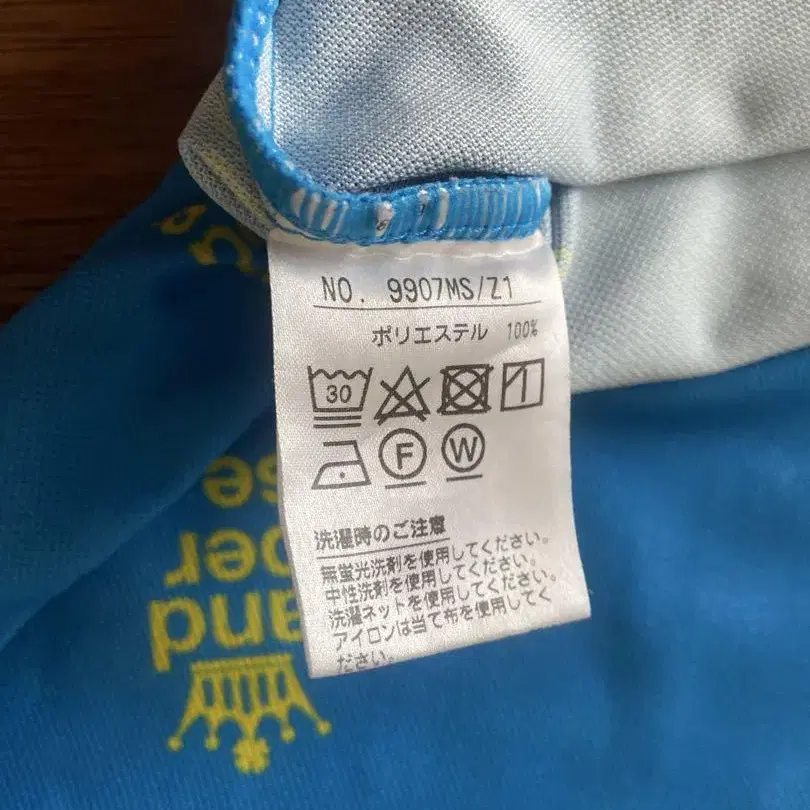 NO. 9907MS/Z1
ポリエステル 100%
30
F W
洗濯時のご注意
無蛍光洗剤を使用してください。
中性洗剤を使用してください。
洗濯ネットを使用してください。
アイロンは当て布を使用してく
ださい。
and
per
se